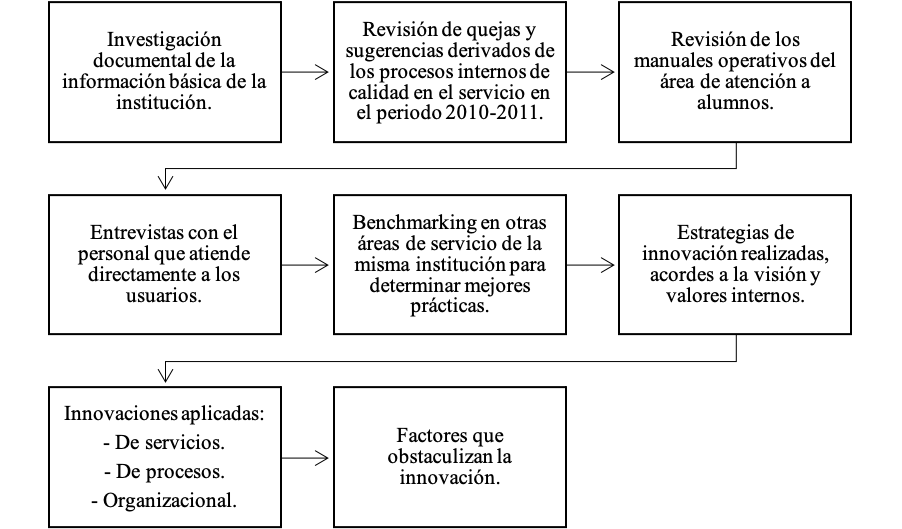 Investigación
documental de la
información básica de la
institución.
Revisión de quejas y
sugerencias derivados de
los procesos internos de
calidad en el servicio en
el periodo 2010-2011.
Revisión de los
manuales operativos del
área de atención a
alumnos.
Entrevistas con el
personal que atiende
directamente a los
usuarios.
Benchmarking en otras
áreas de servicio de la
misma institución para
determinar mejores
prácticas.
Estrategias de
innovación realizadas,
acordes a la visión y
valores internos.
Innovaciones aplicadas:
- De servicios.
- De procesos.
- Organizacional.
Factores que
obstaculizan la
innovación.